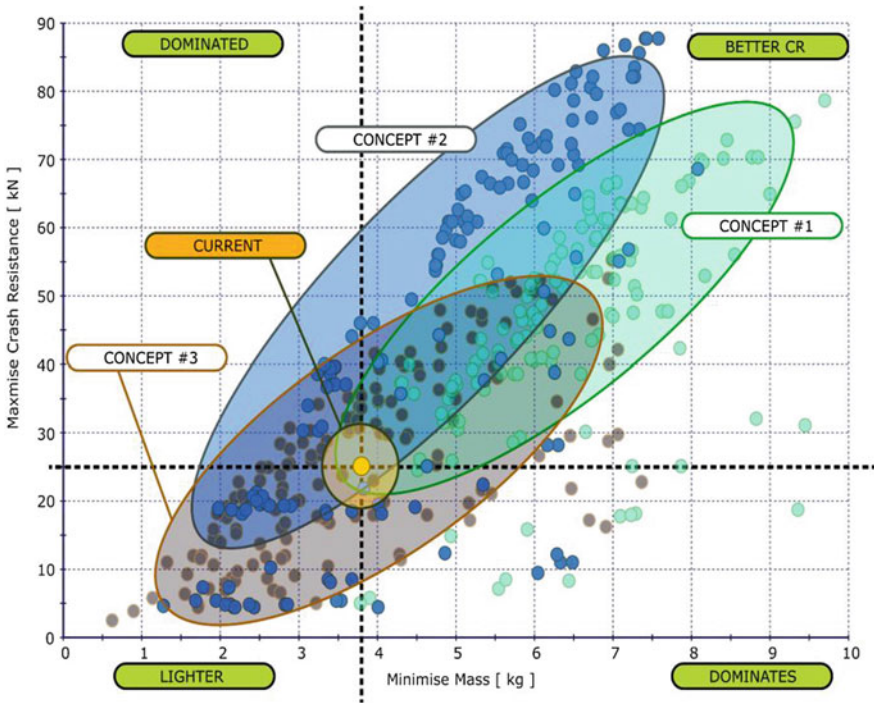 90
80
70
60
50
40
30
20
10
0
Maxmise Crash Resistance [ kN ]
DOMINATED
BETTER CR
CONCEPT #2
CONCEPT #1
CURRENT
CONCEPT #3
0 1 2 3 4 5 6 7 8 9 10
LIGHTER
Minimise Mass [ kg ]
DOMINATES